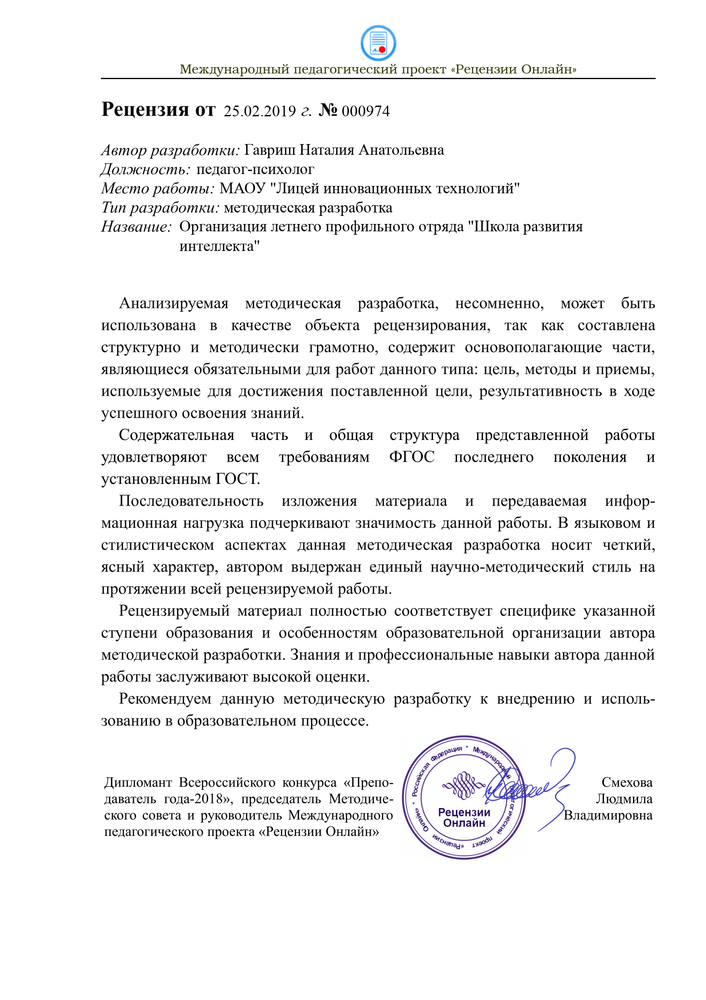 Международный педагогический проект «Рецензии Онлайн»
Рецензия от 25.02.2019 г. № 000974
Автор разработки: Гавриш Наталия Анатольевна
Должность: педагог-психолог
Место работы: МАОУ "Лицей инновационных технологий"
Тип разработки: методическая разработка
Название: Организация летнего профильного отряда "Школа развития
интеллекта"
Анализируемая методическая разработка, несомненно, может быть
использована в качестве объекта рецензирования, так как составлена
структурно и методически грамотно, содержит основополагающие части,
являющиеся обязательными для работ данного типа: цель, методы и приемы,
используемые для достижения поставленной цели, результативность в ходе
успешного освоения знаний.
Содержательная часть и общая структура представленной работы
удовлетворяют всем требованиям ФГОС последнего поколения и
установленным ГОСТ.
Последовательность изложения материала и передаваемая инфор-
мационная нагрузка подчеркивают значимость данной работы. В языковом и
стилистическом аспектах данная методическая разработка носит четкий,
ясный характер, автором выдержан единый научно-методический стиль на
протяжении всей рецензируемой работы.
Рецензируемый материал полностью соответствует специфике указанной
ступени образования и особенностям образовательной организации автора
методической разработки. Знания и профессиональные навыки автора данной
работы заслуживают высокой оценки.
Рекомендуем данную методическую разработку к внедрению и исполь-
зованию в образовательном процессе.
Дипломант Всероссийского конкурса «Препо-
даватель года-2018», председатель Методиче-
ского совета и руководитель Международного
педагогического проекта «Рецензии Онлайн»
* Российская Федерация * Международный педагогический проект «Рецензии Онлайн»
Рецензии
Онлайн
Смехова
Людмила
Владимировна